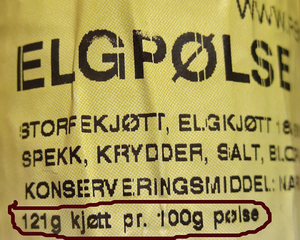 ELGPØLSE
STORFEKJØTT, ELGKJØTT
SPEKK, KRYDDER, SALT,
KONSERVERINGSMIDDEL:
121g kjøtt pr. 100g pølse